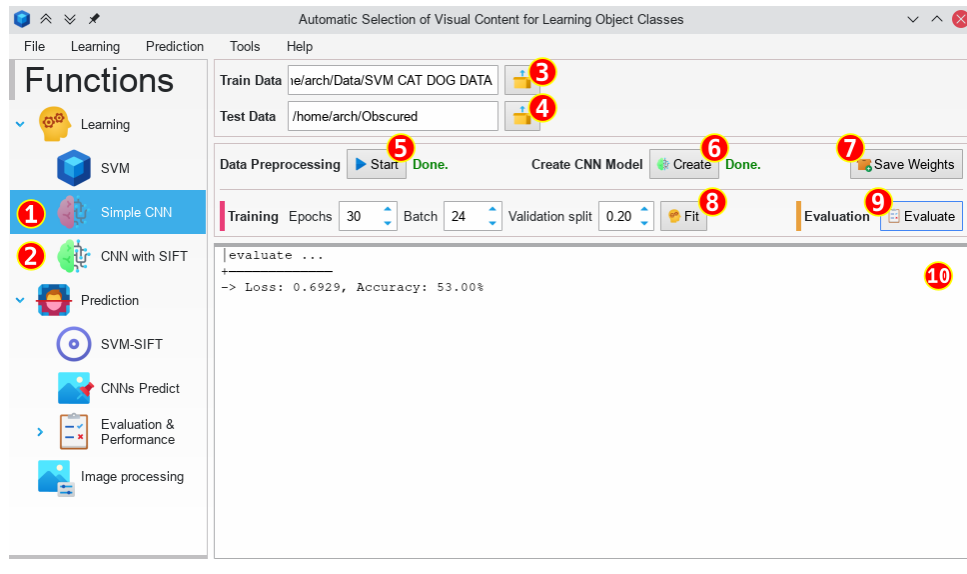 Automatic Selection of Visual Content for Learning Object Classes
File Learning Prediction Tools Help
Functions
Learning
SVM
1 Simple CNN
2 CNN with SIFT
Prediction
SVM-SIFT
CNNs Predict
Evaluation &
Performance
Image processing
Train Data ne/arch/Data/SVM CAT DOG DATA 3
Test Data /home/arch/Obscured 4
5 6 7
Data Preprocessing Start Done. Create CNN Model Create Done. Save Weights
8 9
Training Epochs 30 Batch 24 Validation split 0.20 Fit Evaluation Evaluate
|evaluate ...
+
-> Loss: 0.6929, Accuracy: 53.00%
10